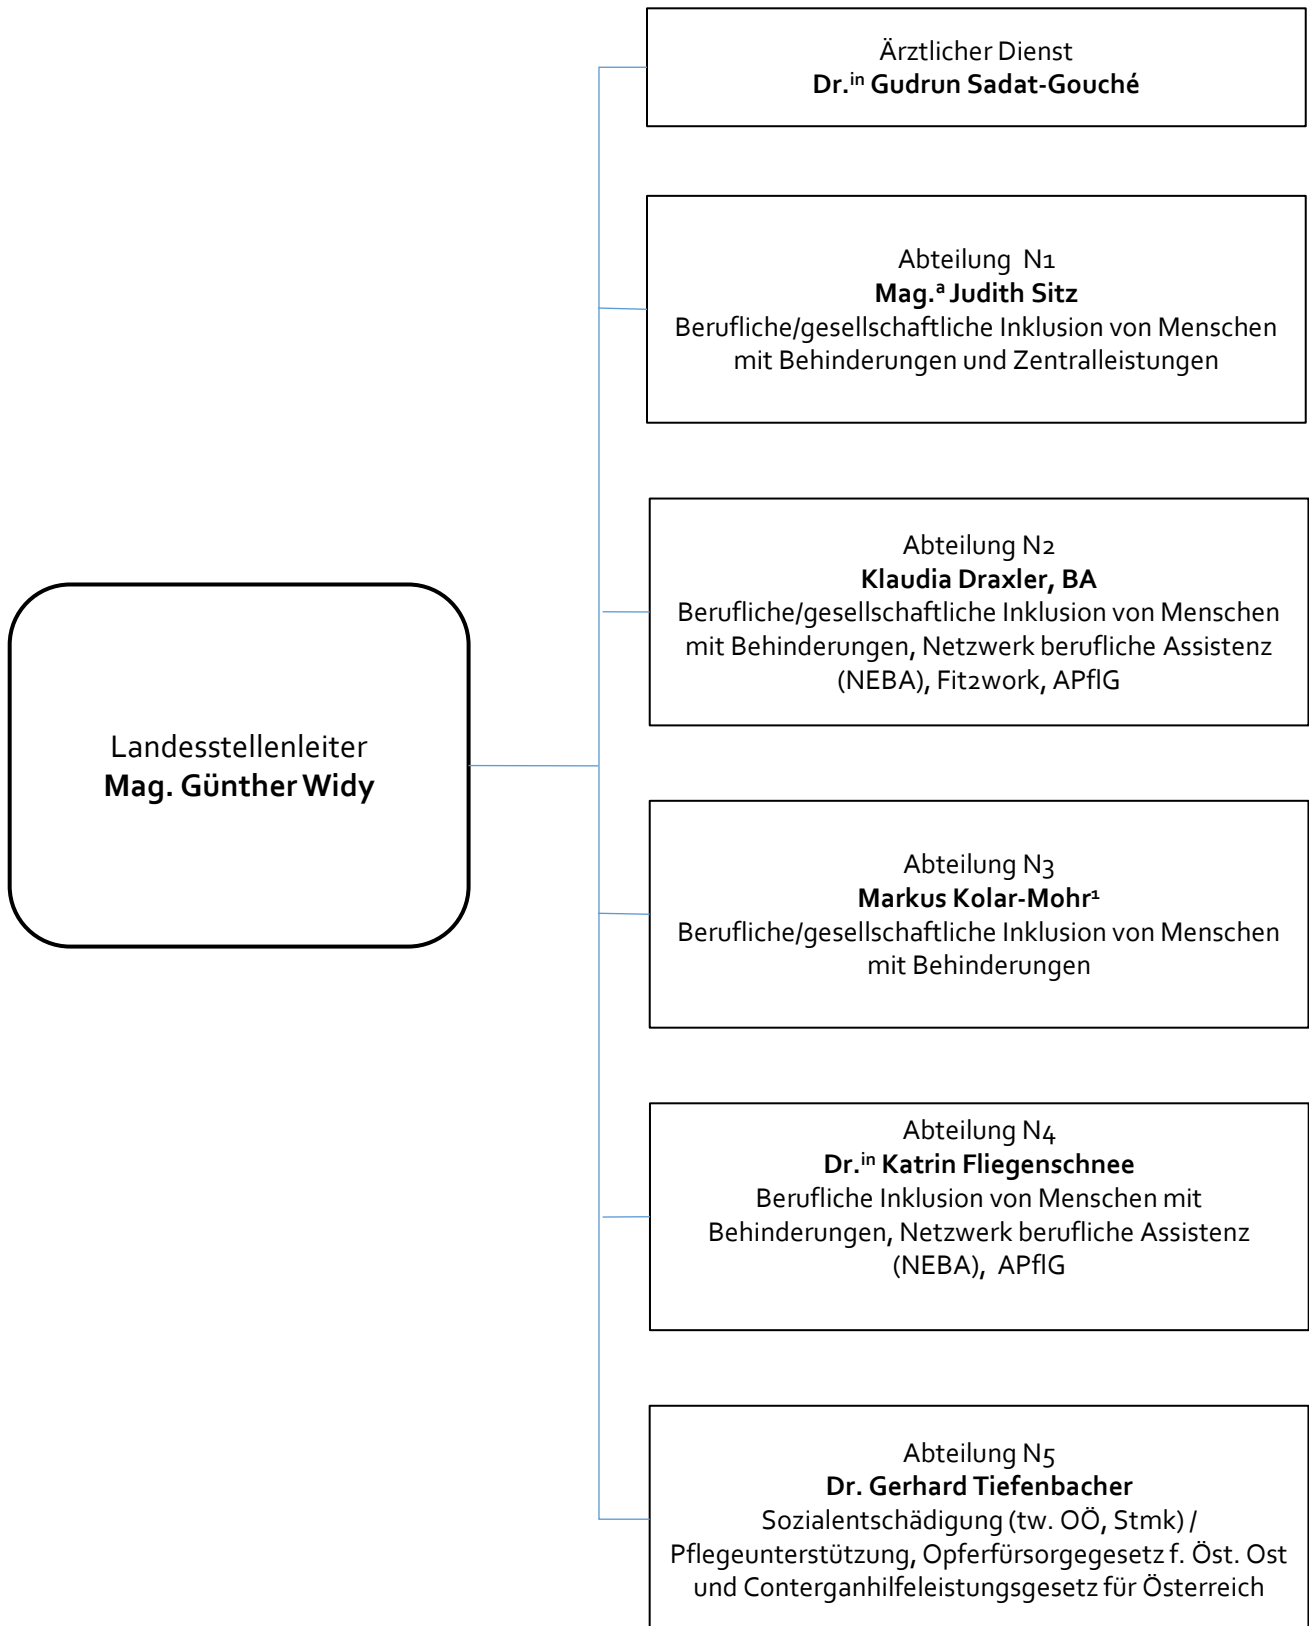 Ärztlicher Dienst
Dr.ⁱⁿ Gudrun Sadat-Gouché
Abteilung N1
Mag.ᵃ Judith Sitz
Berufliche/gesellschaftliche Inklusion von Menschen
mit Behinderungen und Zentralleistungen
Abteilung N2
Klaudia Draxler, BA
Berufliche/gesellschaftliche Inklusion von Menschen
mit Behinderungen, Netzwerk berufliche Assistenz
(NEBA), Fit2work, APflG
Landesstellenleiter
Mag. Günther Widy
Abteilung N3
Markus Kolar-Mohr¹
Berufliche/gesellschaftliche Inklusion von Menschen
mit Behinderungen
Abteilung N4
Dr.ⁱⁿ Katrin Fliegenschnee
Berufliche Inklusion von Menschen mit
Behinderungen, Netzwerk berufliche Assistenz
(NEBA), APflG
Abteilung N5
Dr. Gerhard Tiefenbacher
Sozialentschädigung (tw. OÖ, Stmk) /
Pflegeunterstützung, Opferfürsorgegesetz f. Öst. Ost
und Conterganhilfeleistungsgesetz für Österreich